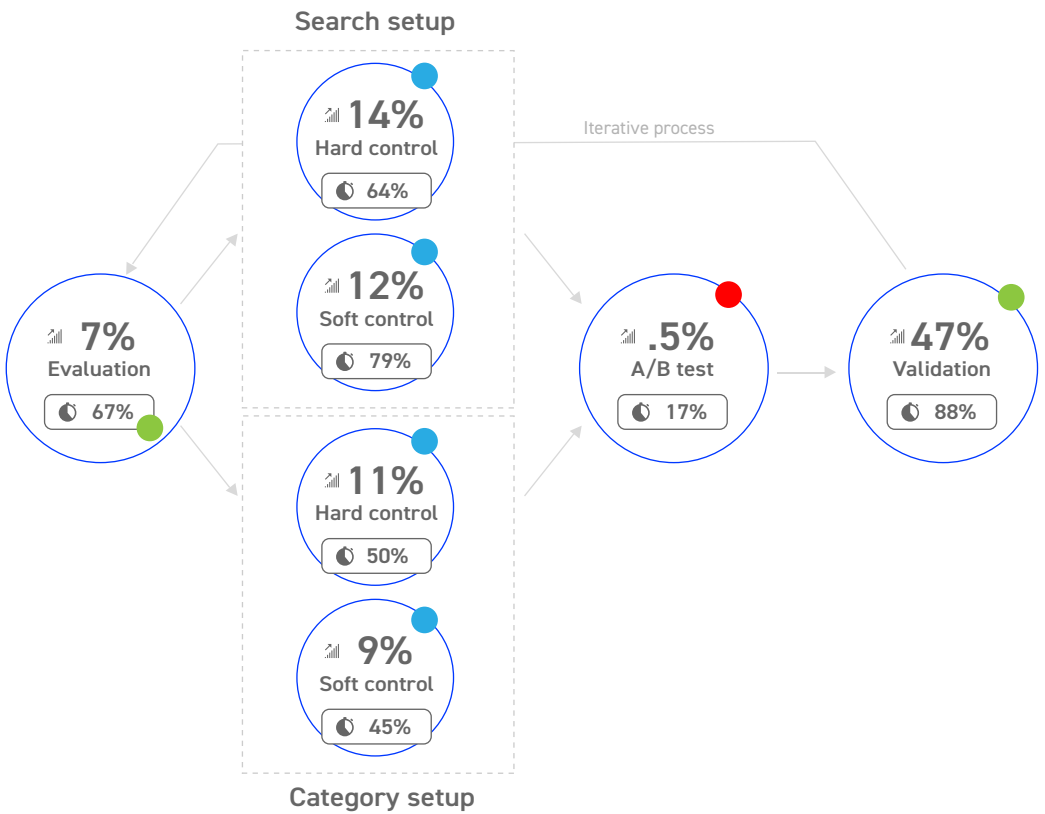 Search setup
14%
Hard control
64%
Iterative process
12%
Soft control
79%
7%
Evaluation
67%
.5%
A/B test
17%
47%
Validation
88%
11%
Hard control
50%
9%
Soft control
45%
Category setup